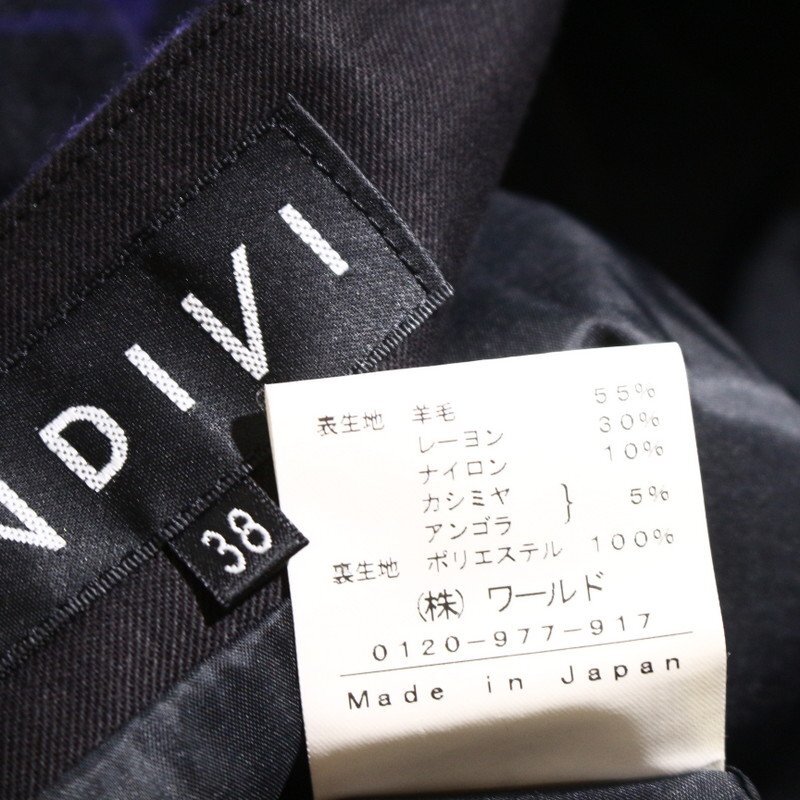 NDIVI
38
表生地 羊毛 55%
レーヨン 30%
ナイロン 10%
カシミヤ
アンゴラ } 5%
裏生地 ポリエステル 100%
(株) ワールド
0120-977-917
Made in Japan